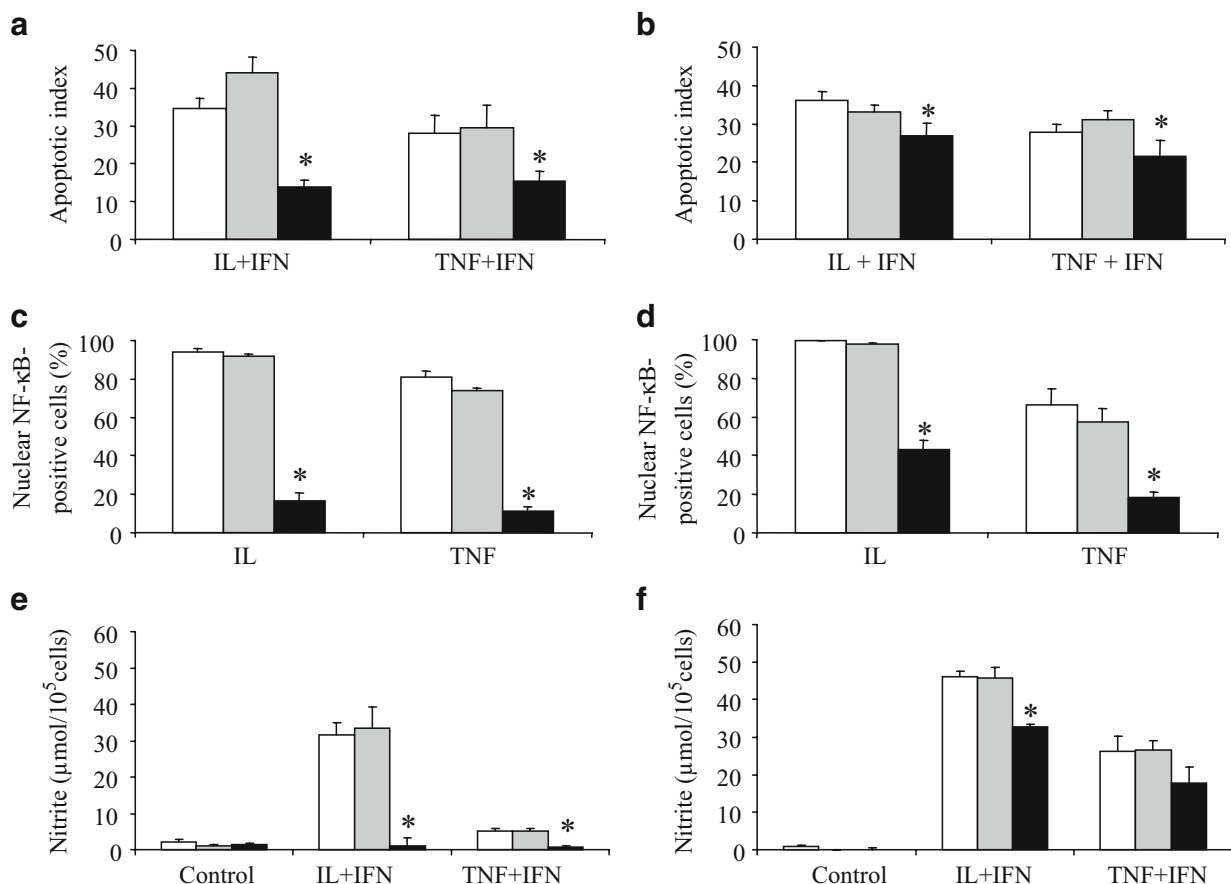 a
Apoptotic index
50
40
30
20
10
0
*
*
IL+IFN
TNF+IFN
b
Apoptotic index
50
40
30
20
10
0
*
*
IL + IFN
TNF + IFN
c
Nuclear NF-κB-
positive cells (%)
100
80
60
40
20
0
*
*
IL
TNF
d
Nuclear NF-κB-
positive cells (%)
100
80
60
40
20
0
*
*
IL
TNF
e
Nitrite (μmol/10⁵cells)
60
50
40
30
20
10
0
*
*
Control
IL+IFN
TNF+IFN
f
Nitrite (μmol/10⁵cells)
60
50
40
30
20
10
0
*
Control
IL+IFN
TNF+IFN